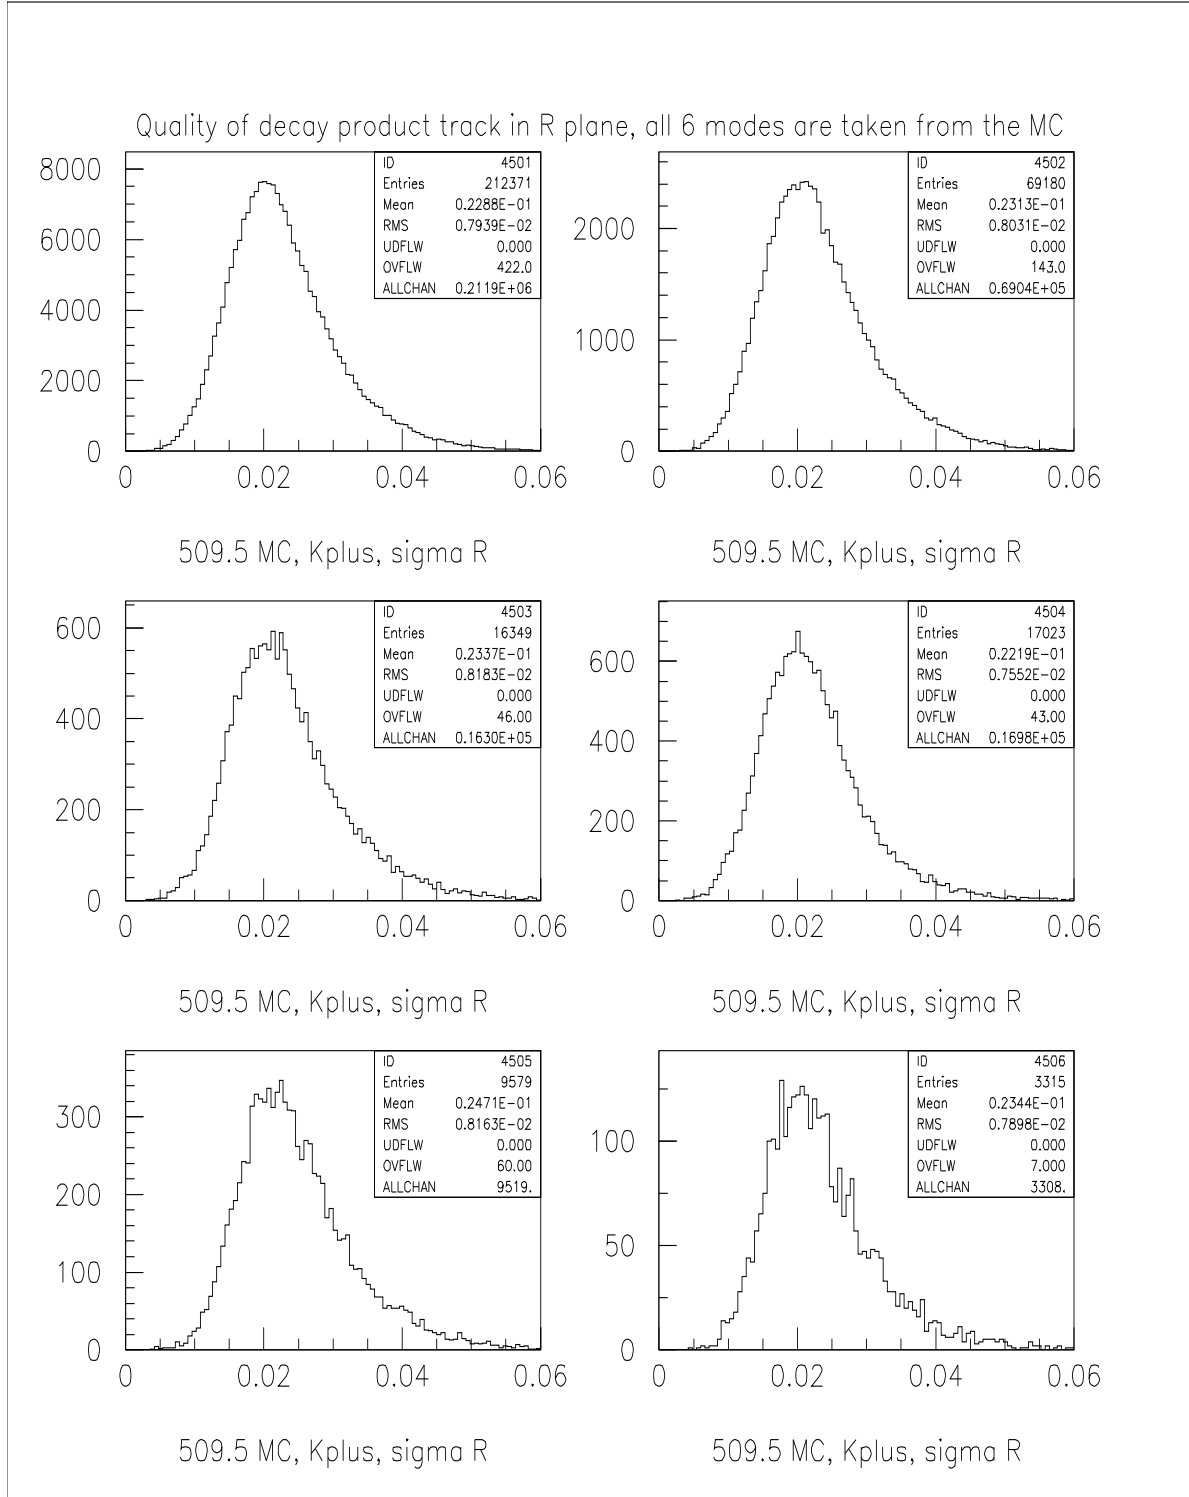 Quality of decay product track in R plane, all 6 modes are taken from the MC
ID 4501
Entries 212371
Mean 0.2288E-01
RMS 0.7939E-02
UDFLW 0.000
OVFLW 422.0
ALLCHAN 0.2119E+06
8000
6000
4000
2000
0
0 0.02 0.04 0.06
509.5 MC, Kplus, sigma R
ID 4502
Entries 69180
Mean 0.2313E-01
RMS 0.8031E-02
UDFLW 0.000
OVFLW 143.0
ALLCHAN 0.6904E+05
2000
1000
0
0 0.02 0.04 0.06
509.5 MC, Kplus, sigma R
ID 4503
Entries 16349
Mean 0.2337E-01
RMS 0.8183E-02
UDFLW 0.000
OVFLW 46.00
ALLCHAN 0.1630E+05
600
400
200
0
0 0.02 0.04 0.06
509.5 MC, Kplus, sigma R
ID 4504
Entries 17023
Mean 0.2219E-01
RMS 0.7552E-02
UDFLW 0.000
OVFLW 43.00
ALLCHAN 0.1698E+05
600
400
200
0
0 0.02 0.04 0.06
509.5 MC, Kplus, sigma R
ID 4505
Entries 9579
Mean 0.2471E-01
RMS 0.8163E-02
UDFLW 0.000
OVFLW 60.00
ALLCHAN 9519.
300
200
100
0
0 0.02 0.04 0.06
509.5 MC, Kplus, sigma R
ID 4506
Entries 3315
Mean 0.2344E-01
RMS 0.7898E-02
UDFLW 0.000
OVFLW 7.000
ALLCHAN 3308.
100
50
0
0 0.02 0.04 0.06
509.5 MC, Kplus, sigma R